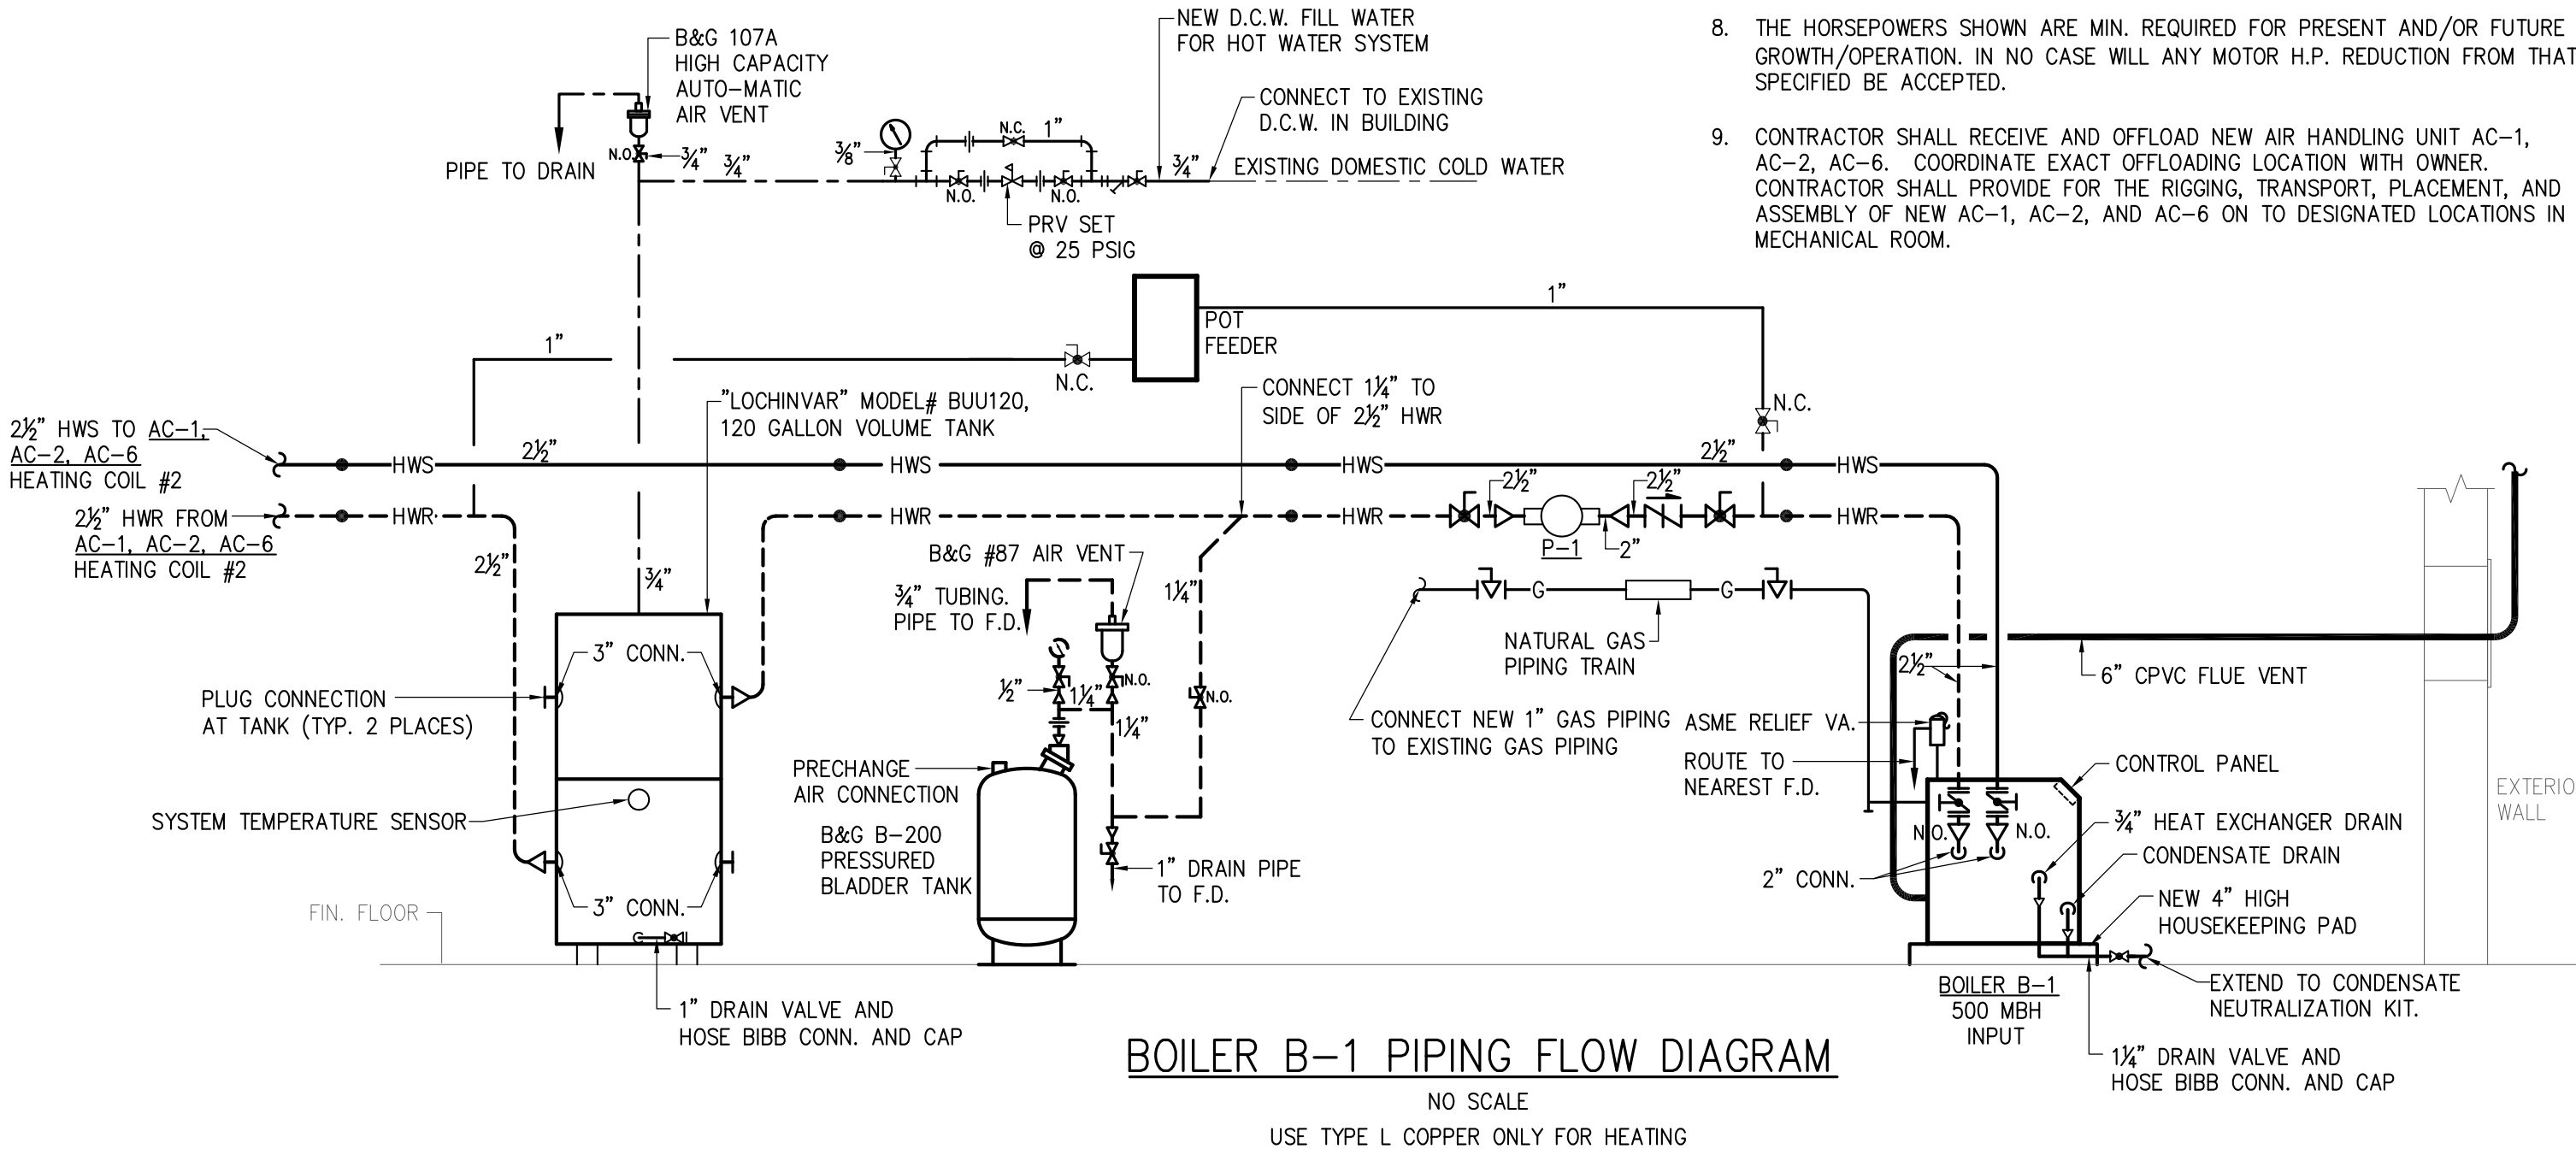 B&G 107A
HIGH CAPACITY
AUTO-MATIC
AIR VENT
NEW D.C.W. FILL WATER
FOR HOT WATER SYSTEM
CONNECT TO EXISTING
D.C.W. IN BUILDING
PIPE TO DRAIN
N.O.
¾"
¾"
⅜"
N.C.
1"
N.O.
N.O.
¾"
EXISTING DOMESTIC COLD WATER
PRV SET
@ 25 PSIG
8. THE HORSEPOWERS SHOWN ARE MIN. REQUIRED FOR PRESENT AND/OR FUTURE
GROWTH/OPERATION. IN NO CASE WILL ANY MOTOR H.P. REDUCTION FROM THAT
SPECIFIED BE ACCEPTED.
9. CONTRACTOR SHALL RECEIVE AND OFFLOAD NEW AIR HANDLING UNIT AC-1,
AC-2, AC-6. COORDINATE EXACT OFFLOADING LOCATION WITH OWNER.
CONTRACTOR SHALL PROVIDE FOR THE RIGGING, TRANSPORT, PLACEMENT, AND
ASSEMBLY OF NEW AC-1, AC-2, AND AC-6 ON TO DESIGNATED LOCATIONS IN
MECHANICAL ROOM.
1"
POT
FEEDER
1"
N.C.
N.C.
"LOCHINVAR" MODEL# BUU120,
120 GALLON VOLUME TANK
CONNECT 1¼" TO
SIDE OF 2½" HWR
2½" HWS TO AC-1,
AC-2, AC-6
HEATING COIL #2
HWS
2½"
HWS
HWS
2½"
HWS
2½" HWR FROM
AC-1, AC-2, AC-6
HEATING COIL #2
HWR
HWR
HWR
2½"
2½"
HWR
P-1
2"
2½"
¾"
B&G #87 AIR VENT
¾" TUBING.
PIPE TO F.D.
1¼"
G
G
NATURAL GAS
PIPING TRAIN
CONNECT NEW 1" GAS PIPING
TO EXISTING GAS PIPING
3" CONN.
PLUG CONNECTION
AT TANK (TYP. 2 PLACES)
½"
1¼"
N.O.
1¼"
N.O.
2½"
6" CPVC FLUE VENT
ASME RELIEF VA.
ROUTE TO
NEAREST F.D.
CONTROL PANEL
PRECHANGE
AIR CONNECTION
SYSTEM TEMPERATURE SENSOR
B&G B-200
PRESSURED
BLADDER TANK
1" DRAIN PIPE
TO F.D.
N.O.
N.O.
2" CONN.
¾" HEAT EXCHANGER DRAIN
CONDENSATE DRAIN
NEW 4" HIGH
HOUSEKEEPING PAD
EXTERIO
WALL
3" CONN.
FIN. FLOOR
1" DRAIN VALVE AND
HOSE BIBB CONN. AND CAP
BOILER B-1
500 MBH
INPUT
EXTEND TO CONDENSATE
NEUTRALIZATION KIT.
1¼" DRAIN VALVE AND
HOSE BIBB CONN. AND CAP
BOILER B-1 PIPING FLOW DIAGRAM
NO SCALE
USE TYPE L COPPER ONLY FOR HEATING